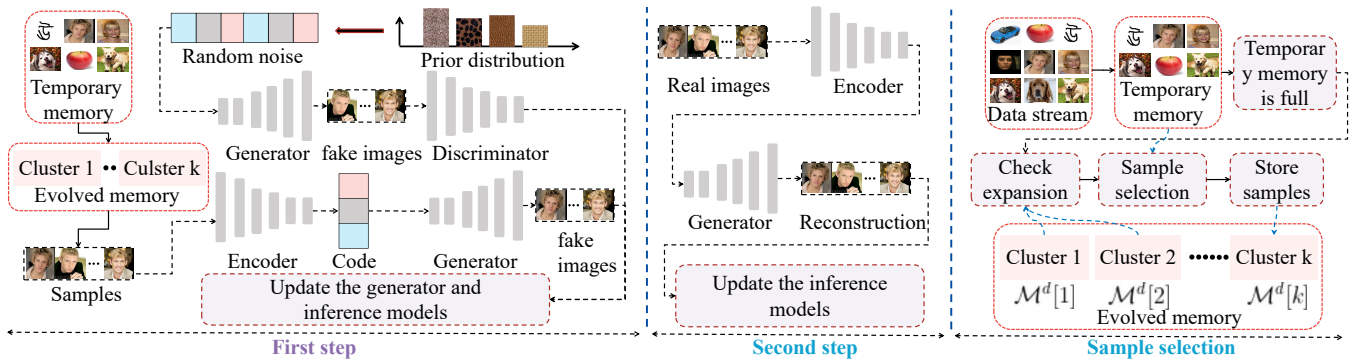 Temporary
memory
Cluster 1
Culster k
Evolved memory
Samples
Random noise
Prior distribution
Generator
fake images
Discriminator
Encoder
Code
Generator
fake
images
Update the generator and
inference models
First step
Real images
Encoder
Generator
Reconstruction
Update the inference
models
Second step
Data stream
Temporary
memory
Temporar
y memory
is full
Check
expansion
Sample
selection
Store
samples
Cluster 1
Cluster 2
Cluster k
ℳᵈ[1]
ℳᵈ[2]
ℳᵈ[k]
Evolved memory
Sample selection